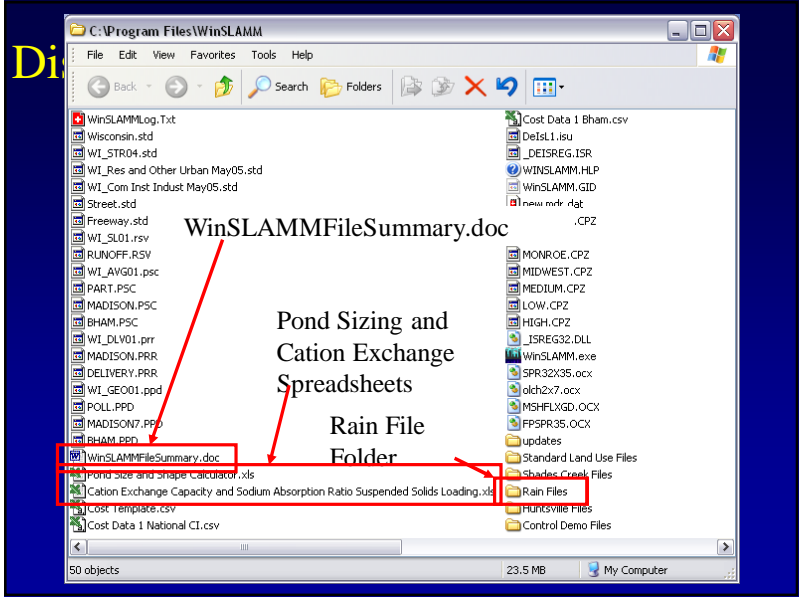 Dis
C:\Program Files\WinSLAMM
File Edit View Favorites Tools Help
Back Search Folders
WinSLAMMLog.Txt
Wisconsin.std
WI_STR04.std
WI_Res and Other Urban May05.std
WI_Com Inst Indust May05.std
Street.std
Freeway.std
WI_SL01.rsv
RUNOFF.RSV
WI_AVG01.psc
PART.PSC
MADISON.PSC
BHAM.PSC
WI_DLV01.prr
MADISON.PRR
DELIVERY.PRR
WI_GEO01.ppd
POLL.PPD
MADISON7.PPD
BHAM.PPD
WinSLAMMFileSummary.doc
Pond Size and Shape Calculator.xls
Cation Exchange Capacity and Sodium Absorption Ratio Suspended Solids Loading.xls
Cost Template.csv
Cost Data 1 National CI.csv
Cost Data 1 Bham.csv
DeIsL1.isu
_DEISREG.ISR
WINSLAMM.HLP
WinSLAMM.GID
new mdr.dat
.CPZ
MONROE.CPZ
MIDWEST.CPZ
MEDIUM.CPZ
LOW.CPZ
HIGH.CPZ
_ISREG32.DLL
WinSLAMM.exe
SPR32X35.ocx
olch2x7.ocx
MSHFLXGD.OCX
FPSPR35.OCX
updates
Standard Land Use Files
Shades Creek Files
Rain Files
Huntsville Files
Control Demo Files
WinSLAMMFileSummary.doc
Pond Sizing and
Cation Exchange
Spreadsheets
Rain File
Folder
50 objects 23.5 MB My Computer